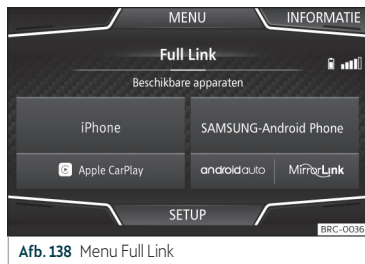 MENU INFORMATIE
Full Link
Beschikbare apparaten
iPhone SAMSUNG-Android Phone
Apple CarPlay androidauto MirrorLink
SETUP
BRC-0036
Afb. 138 Menu Full Link